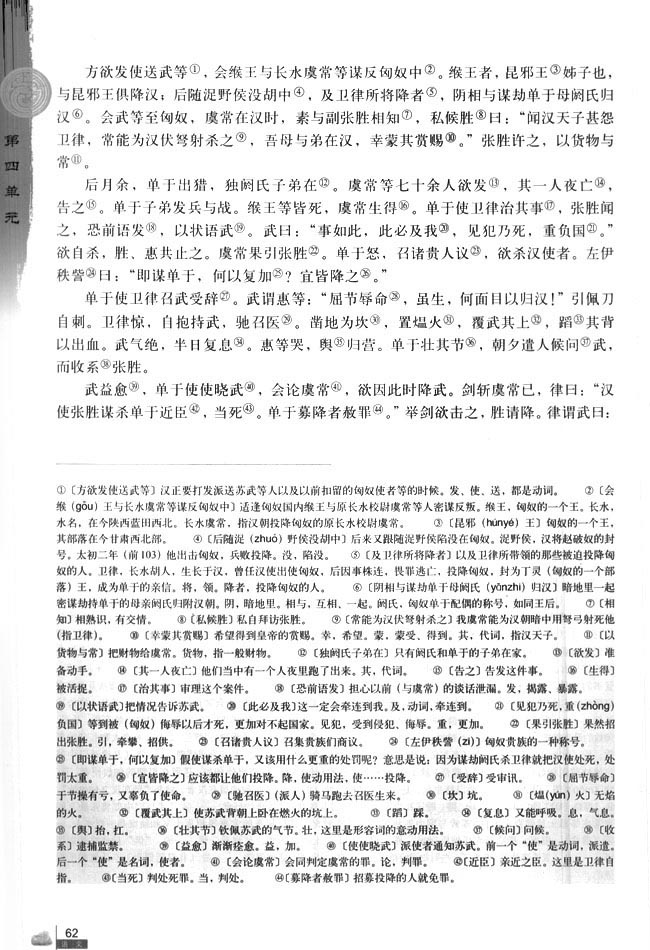 第四单元
方欲发使送武等①,会缑王与长水虞常等谋反匈奴中②。缑王者,昆邪王③姊子也,
与昆邪王俱降汉;后随浞野侯没胡中④,及卫律所将降者⑤,阴相与谋劫单于母阏氏归
汉⑥。会武等至匈奴,虞常在汉时,素与副张胜相知⑦,私候胜⑧曰:“闻汉天子甚怨
卫律,常能为汉伏弩射杀之⑨,吾母与弟在汉,幸蒙其赏赐⑩。”张胜许之,以货物与
常⑪。
后月余,单于出猎,独阏氏子弟在⑫。虞常等七十余人欲发⑬,其一人夜亡⑭,
告之⑮。单于子弟发兵与战。缑王等皆死,虞常生得⑯。单于使卫律治其事⑰,张胜闻
之,恐前语发⑱,以状语武⑲。武曰:“事如此,此必及我⑳,见犯乃死,重负国㉑。”
欲自杀,胜、惠共止之。虞常果引张胜㉒。单于怒,召诸贵人议㉓,欲杀汉使者。左伊
秩訾㉔曰:“即谋单于,何以复加㉕?宜皆降之㉖。”
单于使卫律召武受辞㉗。武谓惠等:“屈节辱命㉘,虽生,何面目以归汉!”引佩刀
自刺。卫律惊,自抱持武,驰召医㉙。凿地为坎㉚,置煴火㉛,覆武其上㉜,蹈㉝其背
以出血。武气绝,半日复息㉞。惠等哭,舆㉟归营。单于壮其节㊱,朝夕遣人候问㊲武,
而收系㊳张胜。
武益愈㊴,单于使使晓武㊵,会论虞常㊶,欲因此时降武。剑斩虞常已,律曰:“汉
使张胜谋杀单于近臣㊷,当死㊸。单于募降者赦罪㊹。”举剑欲击之,胜请降。律谓武曰:
①〔方欲发使送武等〕汉正要打发派送苏武等人以及以前扣留的匈奴使者等的时候。发、使、送,都是动词。 ②〔会
缑(gōu)王与长水虞常等谋反匈奴中〕适逢匈奴国内缑王与原长水校尉虞常等人密谋反叛。缑王,匈奴的一个王。长水,
水名,在今陕西蓝田西北。长水虞常,指汉朝投降匈奴的原长水校尉虞常。 ③〔昆邪(húnyé)王〕匈奴的一个王,
其部落在今甘肃西北部。 ④〔后随浞(zhuó)野侯没胡中〕后来又跟随浞野侯陷没在匈奴。浞野侯,汉将赵破奴的封
号。太初二年(前103)他出击匈奴,兵败投降。没,陷没。 ⑤〔及卫律所将降者〕以及卫律所带领的那些被迫投降匈
奴的人。卫律,长水胡人,生长于汉,曾任汉使出使匈奴,后因事株连,畏罪逃亡,投降匈奴,封为丁灵(匈奴的一个部
落)王,成为单于的亲信。将,领。降者,投降匈奴的人。 ⑥〔阴相与谋劫单于母阏氏(yānzhī)归汉〕暗地里一起
密谋劫持单于的母亲阏氏归附汉朝。阴,暗地里。相与,互相、一起。阏氏,匈奴单于配偶的称号,如同王后。 ⑦〔相
知〕相熟识,有交情。 ⑧〔私候胜〕私自拜访张胜。 ⑨〔常能为汉伏弩射杀之〕我虞常能为汉朝暗中用弩弓射死他
(指卫律)。 ⑩〔幸蒙其赏赐〕希望得到皇帝的赏赐。幸,希望。蒙,蒙受、得到。其,代词,指汉天子。 ⑪〔以
货物与常〕把财物给虞常。货物,指一般财物。 ⑫〔独阏氏子弟在〕只有阏氏和单于的子弟在家。 ⑬〔欲发〕准
备动手。 ⑭〔其一人夜亡〕他们当中有一个人夜里跑了出来。其,代词。 ⑮〔告之〕告发这件事。 ⑯〔生得〕
被活捉。 ⑰〔治其事〕审理这个案件。 ⑱〔恐前语发〕担心以前(与虞常)的谈话泄漏。发,揭露、暴露。
⑲〔以状语武〕把情况告诉苏武。 ⑳〔此必及我〕这一定会牵连到我。及,动词,牵连到。 ㉑〔见犯乃死,重(zhòng)
负国〕等到被(匈奴)侮辱以后才死,更加对不起国家。见犯,受到侵犯、侮辱。重,更加。 ㉒〔果引张胜〕果然招
出张胜。引,牵攀、招供。 ㉓〔召诸贵人议〕召集贵族们商议。 ㉔〔左伊秩訾(zī)〕匈奴贵族的一种称号。
㉕〔即谋单于,何以复加〕假使谋杀单于,又该用什么更重的处罚呢?意思是说:因为谋劫阏氏杀卫律就把汉使处死,处
罚太重。 ㉖〔宜皆降之〕应该都让他们投降。降,使动用法,使……投降。 ㉗〔受辞〕受审讯。 ㉘〔屈节辱命〕
于节操有亏,又辜负了使命。 ㉙〔驰召医〕(派人)骑马跑去召医生来。 ㉚〔坎〕坑。 ㉛〔煴(yūn)火〕无焰
的火。 ㉜〔覆武其上〕使苏武背朝上卧在燃火的坑上。 ㉝〔蹈〕踩。 ㉞〔复息〕又能呼吸。息,气息。
㉟〔舆〕抬,扛。 ㊱〔壮其节〕钦佩苏武的气节。壮,这里是形容词的意动用法。 ㊲〔候问〕问候。 ㊳〔收
系〕逮捕监禁。 ㊴〔益愈〕渐渐痊愈。益,加。 ㊵〔使使晓武〕派使者通知苏武。前一个“使”是动词,派遣。
后一个“使”是名词,使者。 ㊶〔会论虞常〕会同判定虞常的罪。论,判罪。 ㊷〔近臣〕亲近之臣。这里是卫律自
指。 ㊸〔当死〕判处死罪。当,判处。 ㊹〔募降者赦罪〕招募投降的人就免罪。
62
语文